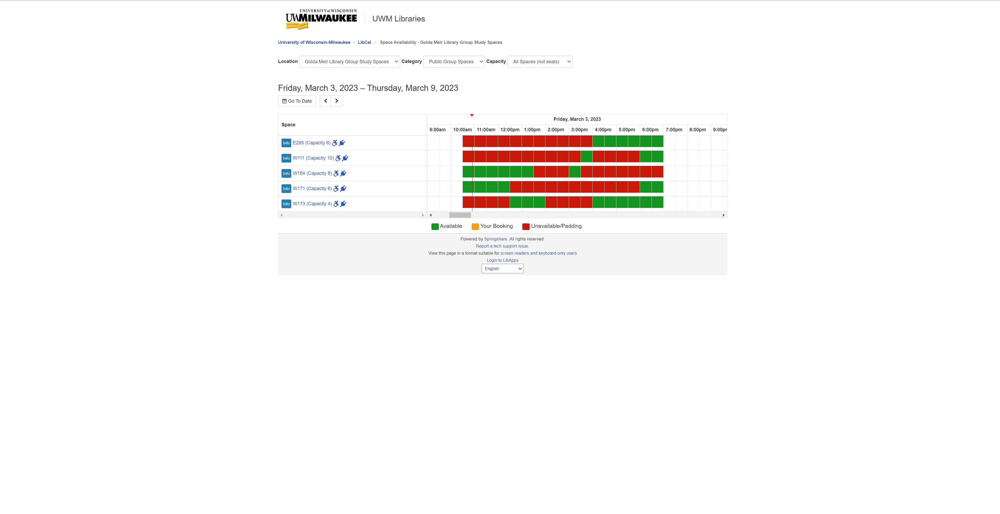 UNIVERSITY of WISCONSIN
UWMILWAUKEE
UWM Libraries
University of Wisconsin-Milwaukee / LibCal / Space Availability - Golda Meir Library Group Study Spaces
Location Golda Meir Library Group Study Spaces Category Public Group Spaces Capacity All Spaces (not seats)
Friday, March 3, 2023 – Thursday, March 9, 2023
Go To Date
Space
Friday, March 3, 2023
9:00am 10:00am 11:00am 12:00pm 1:00pm 2:00pm 3:00pm 4:00pm 5:00pm 6:00pm 7:00pm 8:00pm 9:00pr
Info E295 (Capacity 6)
Info W111 (Capacity 10)
Info W164 (Capacity 8)
Info W171 (Capacity 6)
Info W173 (Capacity 4)
Available Your Booking Unavailable/Padding
Powered by Springshare. All rights reserved.
Report a tech support issue.
View this page in a format suitable for screen-readers and keyboard-only users
Login to LibApps
English